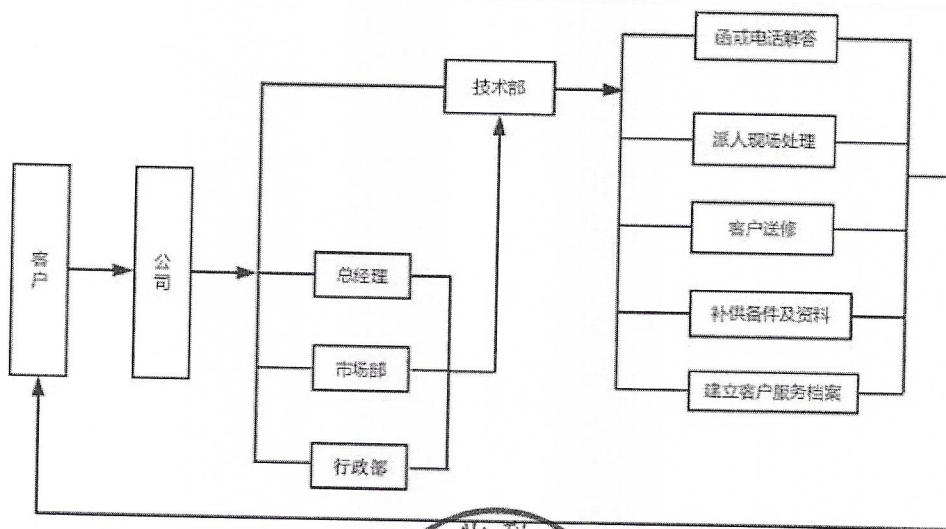 函或电话解答
技术部
派人现场处理
客户送修
客户
公司
总经理
补供备件及资料
市场部
建立客户服务档案
行政部